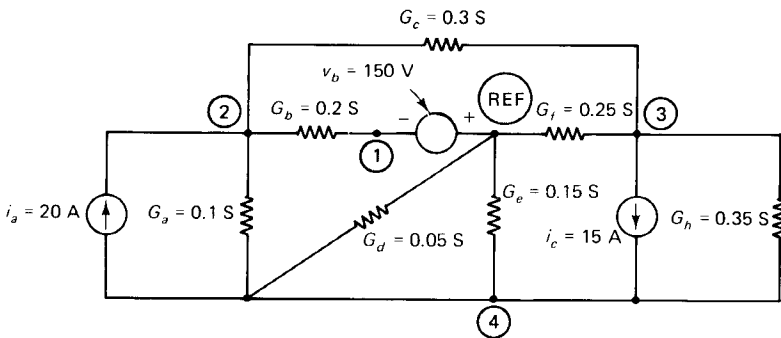 G_c = 0.3 S
v_b = 150 V
REF
2
G_b = 0.2 S
− +
G_f = 0.25 S
3
1
i_a = 20 A
G_a = 0.1 S
G_d = 0.05 S
G_e = 0.15 S
i_c = 15 A
G_h = 0.35 S
4